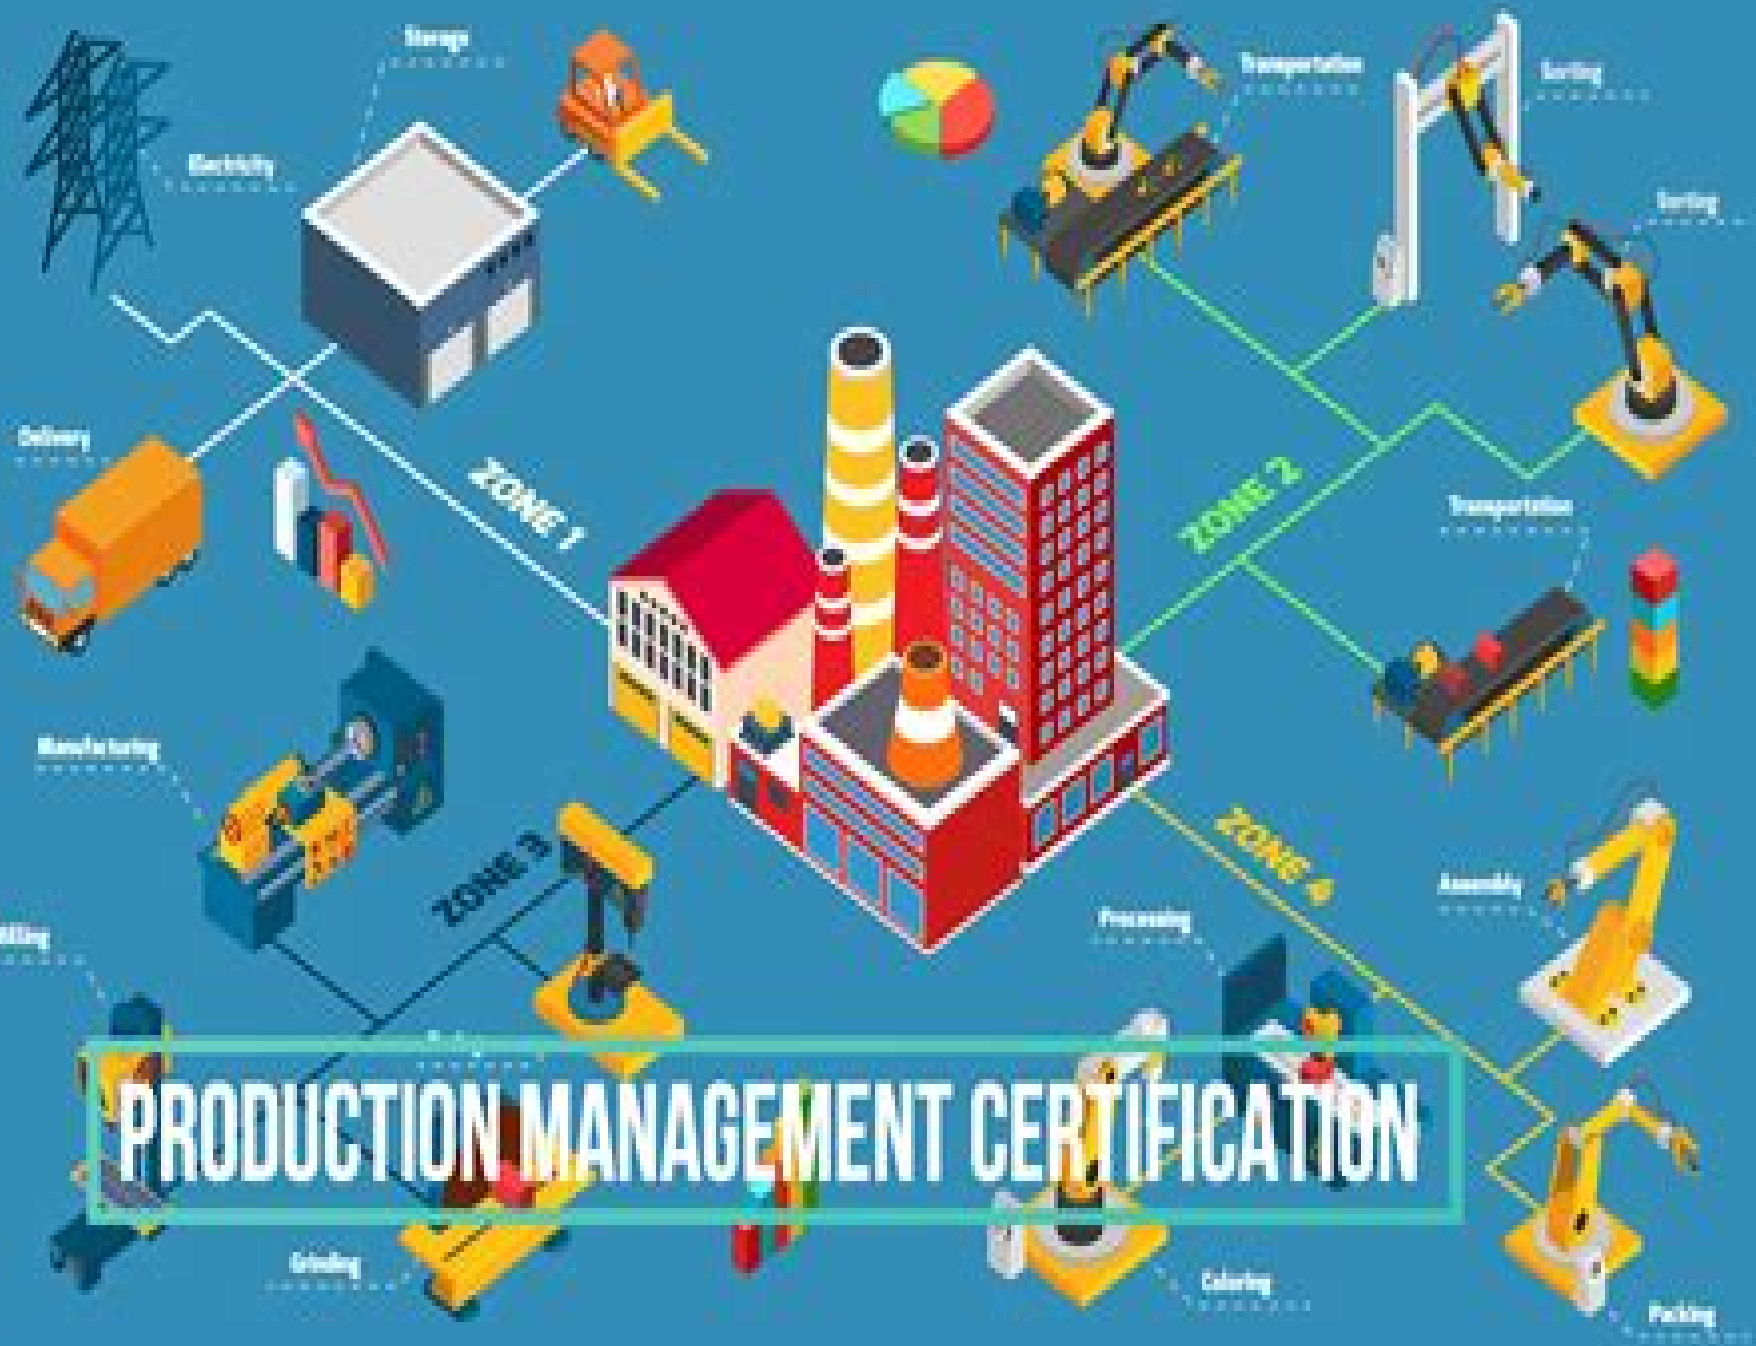 Storage
Electricity
Delivery
ZONE 1
Transportation
Sorting
Sorting
ZONE 2
Transportation
Manufacturing
ZONE 3
Grinding
ZONE 4
Processing
Assembly
Coloring
Packing
PRODUCTION MANAGEMENT CERTIFICATION